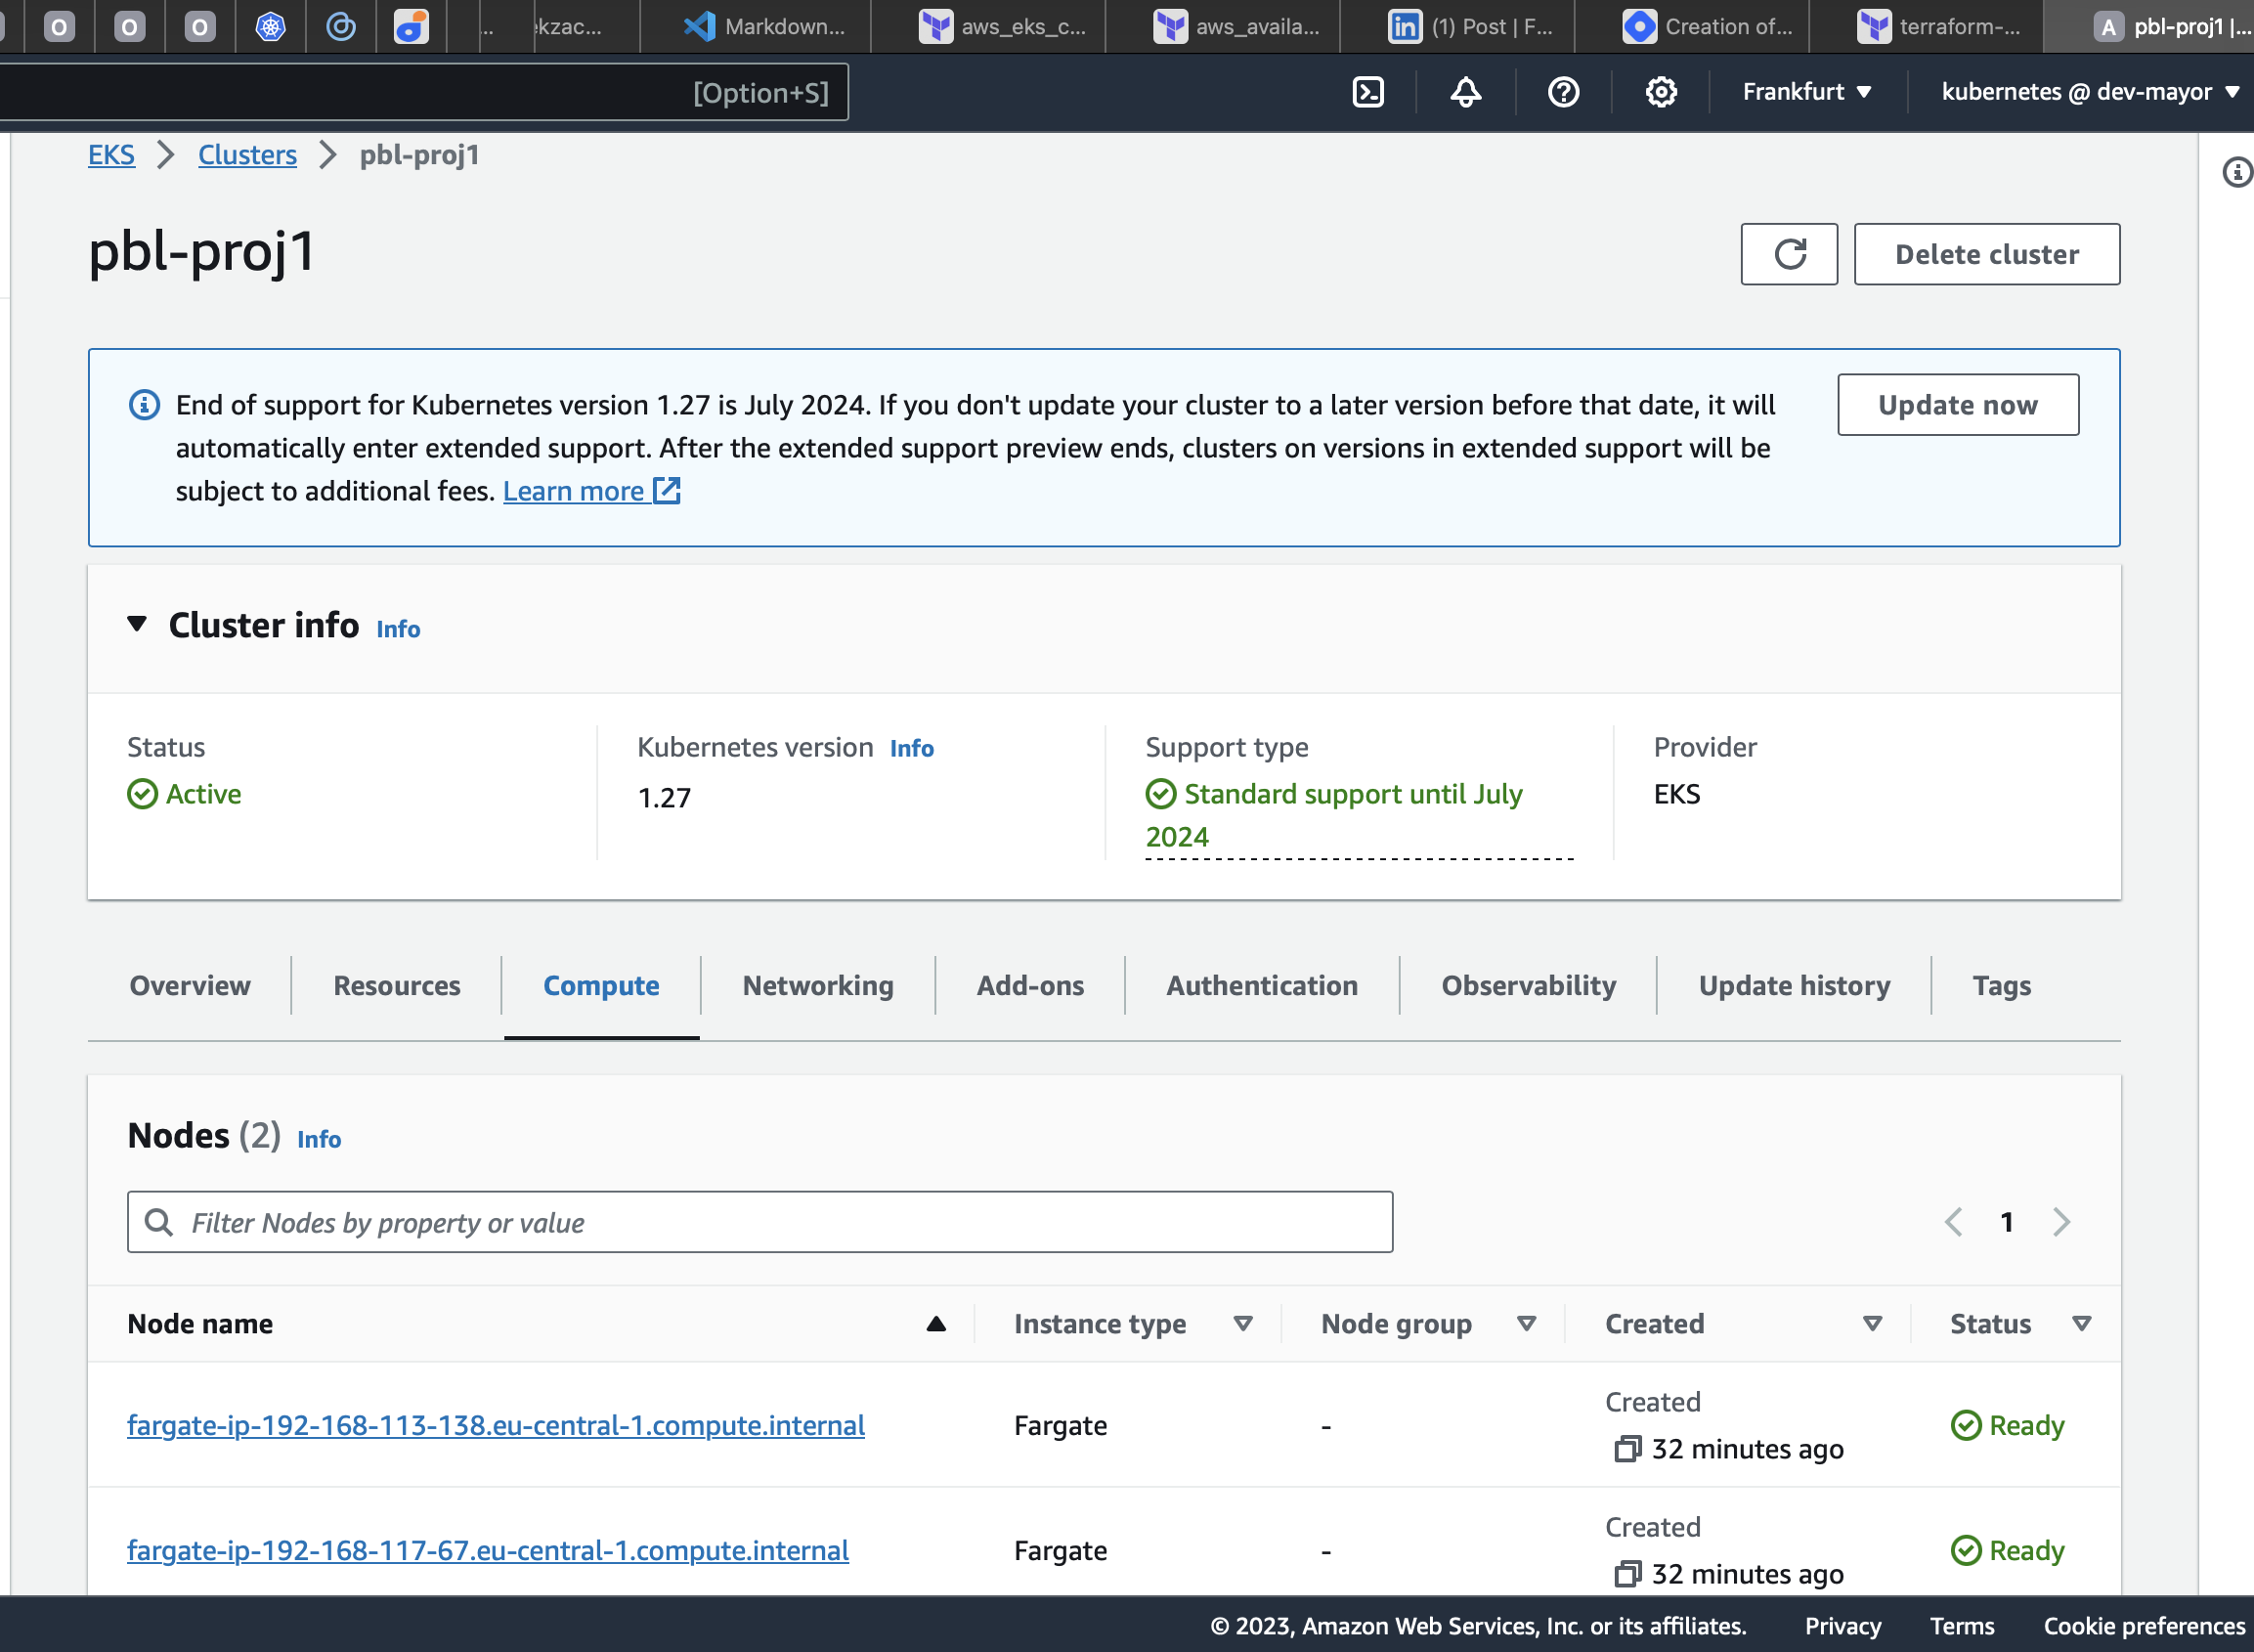 O O O ... ekzac... Markdown... aws_eks_c... aws_availa... (1) Post | F... Creation of... terraform-... A pbl-proj1 |...
[Option+S] Frankfurt kubernetes @ dev-mayor
EKS Clusters pbl-proj1
pbl-proj1
Delete cluster
End of support for Kubernetes version 1.27 is July 2024. If you don't update your cluster to a later version before that date, it will
Update now
automatically enter extended support. After the extended support preview ends, clusters on versions in extended support will be
subject to additional fees. Learn more
Cluster info Info
Status
Active
Kubernetes version Info
1.27
Support type
Standard support until July
2024
Provider
EKS
Overview Resources Compute Networking Add-ons Authentication Observability Update history Tags
Nodes (2) Info
Filter Nodes by property or value
1
Node name Instance type Node group Created Status
fargate-ip-192-168-113-138.eu-central-1.compute.internal Fargate - Created
32 minutes ago Ready
fargate-ip-192-168-117-67.eu-central-1.compute.internal Fargate - Created
32 minutes ago Ready
© 2023, Amazon Web Services, Inc. or its affiliates. Privacy Terms Cookie preferences